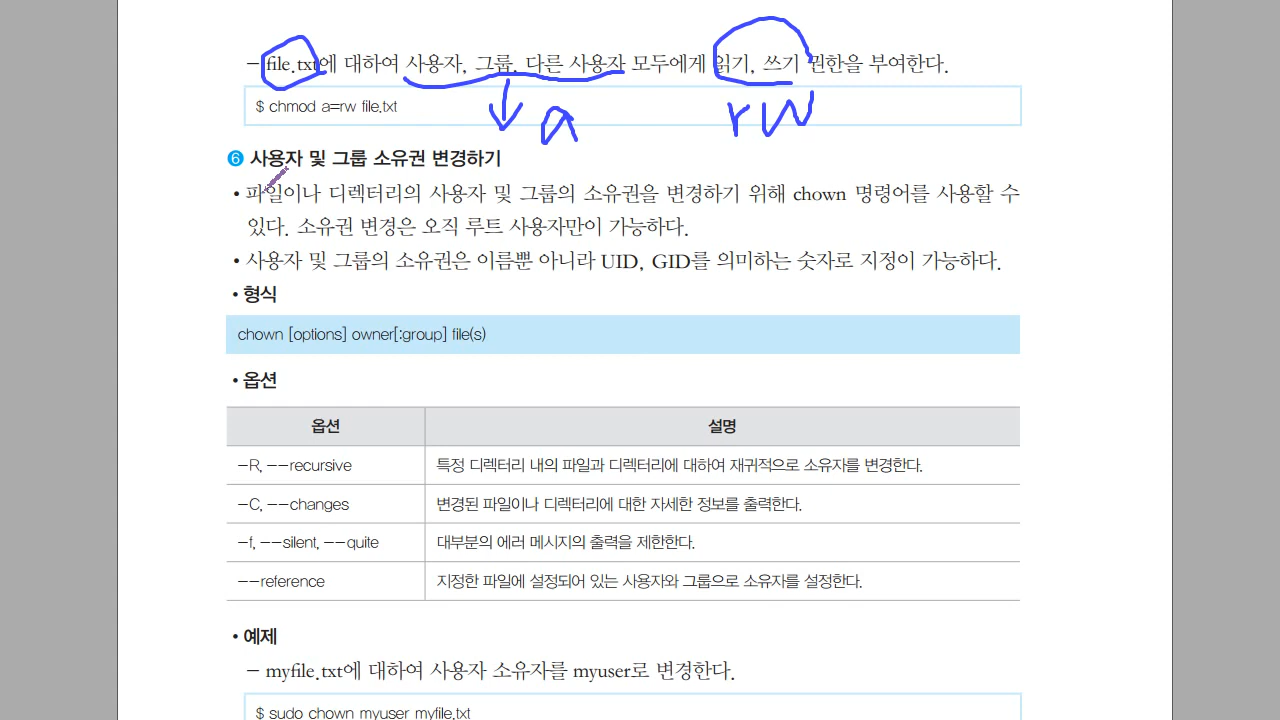 – file.txt에 대하여 사용자, 그룹, 다른 사용자 모두에게 읽기, 쓰기 권한을 부여한다.
$ chmod a=rw file.txt
a
rw
❻ 사용자 및 그룹 소유권 변경하기
• 파일이나 디렉터리의 사용자 및 그룹의 소유권을 변경하기 위해 chown 명령어를 사용할 수
있다. 소유권 변경은 오직 루트 사용자만이 가능하다.
• 사용자 및 그룹의 소유권은 이름뿐 아니라 UID, GID를 의미하는 숫자로 지정이 가능하다.
• 형식
chown [options] owner[:group] file(s)
• 옵션
옵션 설명
–R, ––recursive 특정 디렉터리 내의 파일과 디렉터리에 대하여 재귀적으로 소유자를 변경한다.
–C, ––changes 변경된 파일이나 디렉터리에 대한 자세한 정보를 출력한다.
–f, ––silent, ––quite 대부분의 에러 메시지의 출력을 제한한다.
––reference 지정한 파일에 설정되어 있는 사용자와 그룹으로 소유자를 설정한다.
• 예제
– myfile.txt에 대하여 사용자 소유자를 myuser로 변경한다.
$ sudo chown myuser myfile.txt